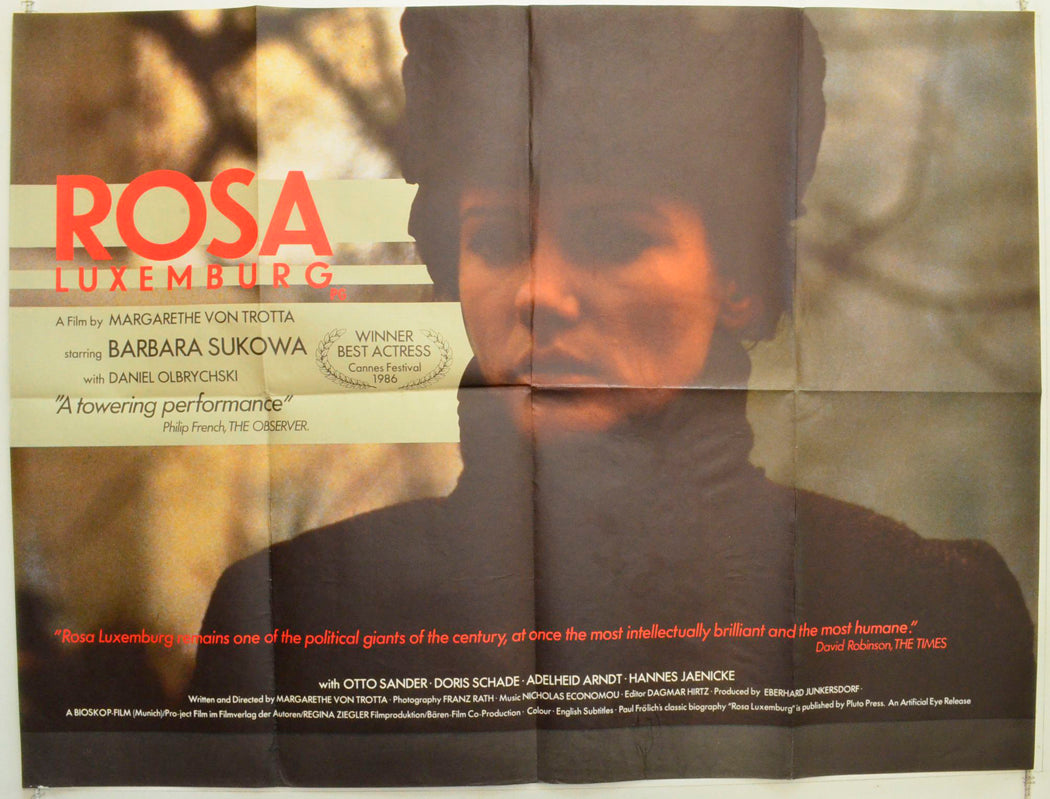 ROSA
LUXEMBURG
PG
A Film by MARGARETHE VON TROTTA
starring BARBARA SUKOWA
with DANIEL OLBRYCHSKI
WINNER
BEST ACTRESS
Cannes Festival
1986
"A towering performance"
Philip French, THE OBSERVER.
"Rosa Luxemburg remains one of the political giants of the century, at once the most intellectually brilliant and the most humane."
David Robinson, THE TIMES
with OTTO SANDER · DORIS SCHADE · ADELHEID ARNDT · HANNES JAENICKE
Written and Directed by MARGARETHE VON TROTTA · Photography FRANZ RATH · Music NICHOLAS ECONOMOU · Editor DAGMAR HIRTZ · Produced by EBERHARD JUNKERSDORF ·
A BIOSKOP-FILM (Munich)/Pro-ject Film im Filmverlag der Autoren/REGINA ZIEGLER Filmproduktion/Bären-Film Co-Production · Colour · English Subtitles · Paul Frölich's classic biography "Rosa Luxemburg" is published by Pluto Press. An Artificial Eye Release